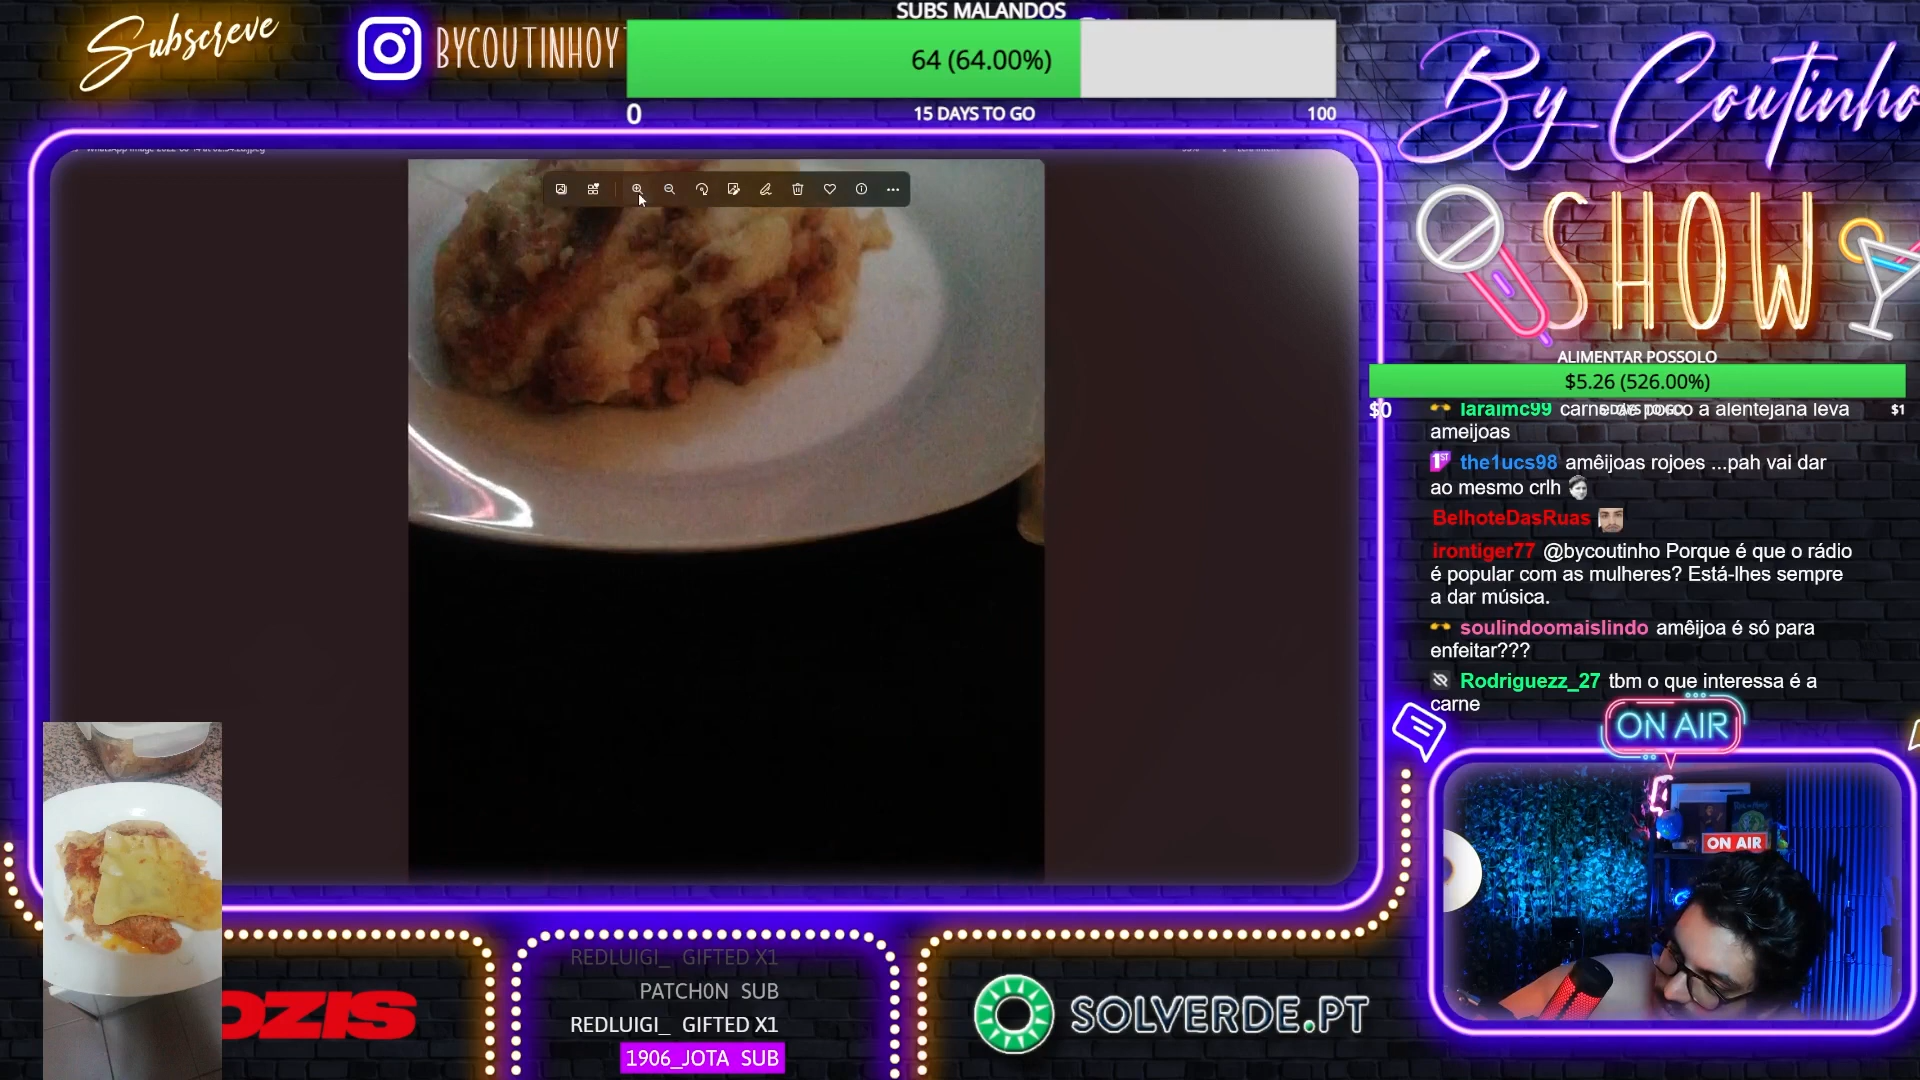 Subscreve
BYCOUTINHOY
SUBS MALANDOS
64 (64.00%)
0
15 DAYS TO GO
100
By Coutinho
SHOW
ALIMENTAR POSSOLO
$5.26 (526.00%)
$0
$1
laraimc99 carne de porco a alentejana leva
ameijoas
the1ucs98 amêijoas rojoes ...pah vai dar
ao mesmo crlh
BelhoteDasRuas
irontiger77 @bycoutinho Porque é que o rádio
é popular com as mulheres? Está-lhes sempre
a dar música.
soulindoomaislindo amêijoa é só para
enfeitar???
Rodriguezz_27 tbm o que interessa é a
carne
ON AIR
ON AIR
OZIS
REDLUIGI_ GIFTED X1
PATCH0N SUB
REDLUIGI_ GIFTED X1
1906_JOTA SUB
SOLVERDE.PT